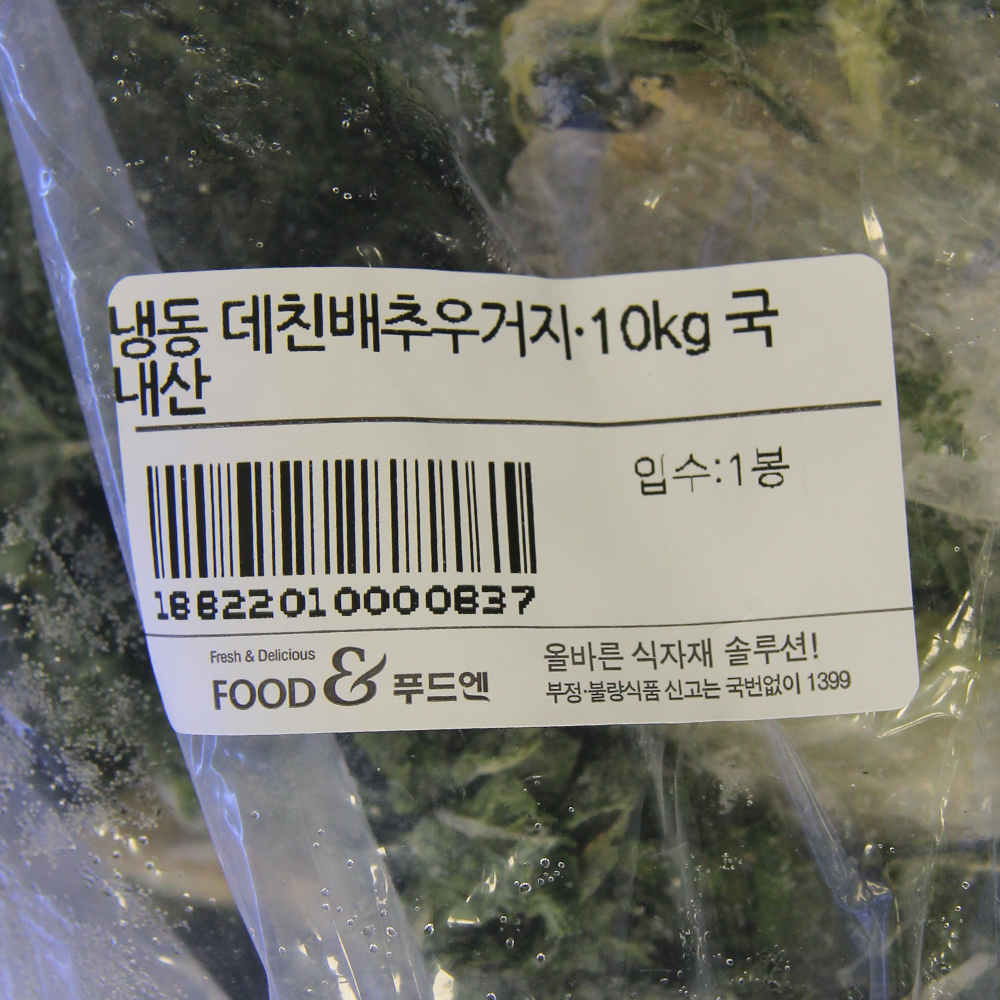 냉동 데친배추우거지·10kg 국
내산
입수:1봉
18822010000837
Fresh & Delicious
FOOD & 푸드엔
올바른 식자재 솔루션!
부정·불량식품 신고는 국번없이 1399